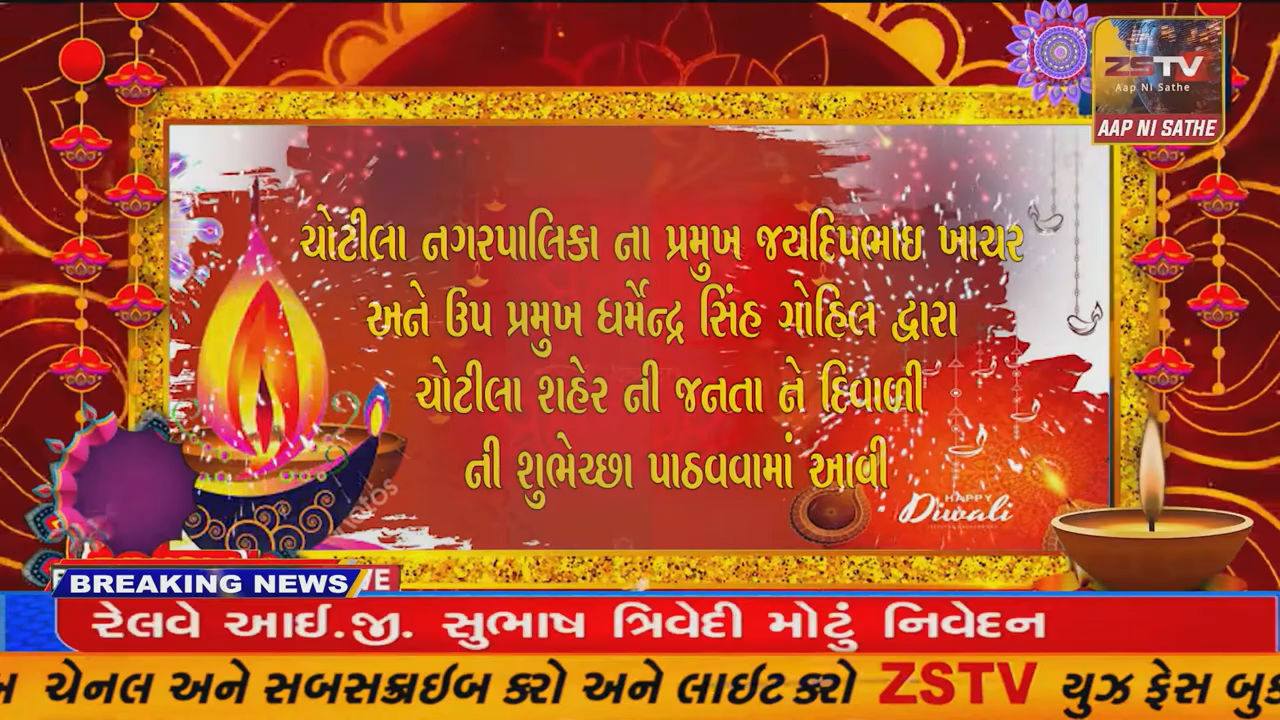 ZSTV
Aap Ni Sathe
AAP NI SATHE
ચોટીલા નગરપાલિકા ના પ્રમુખ જયદિપભાઇ ખાચર
અને ઉપ પ્રમુખ ધર્મેન્દ્ર સિંહ ગોહિલ દ્વારા
ચોટીલા શહેર ની જનતા ને દિવાળી
ની શુભેચ્છા પાઠવવામાં આવી
HAPPY
Diwali
BREAKING NEWS
રેલવે આઈ.જી. સુભાષ ત્રિવેદી મોટું નિવેદન
ચેનલ અને સબસક્રાઇબ કરો અને લાઈટ કરો ZSTV યુઝ ફેસ બુક